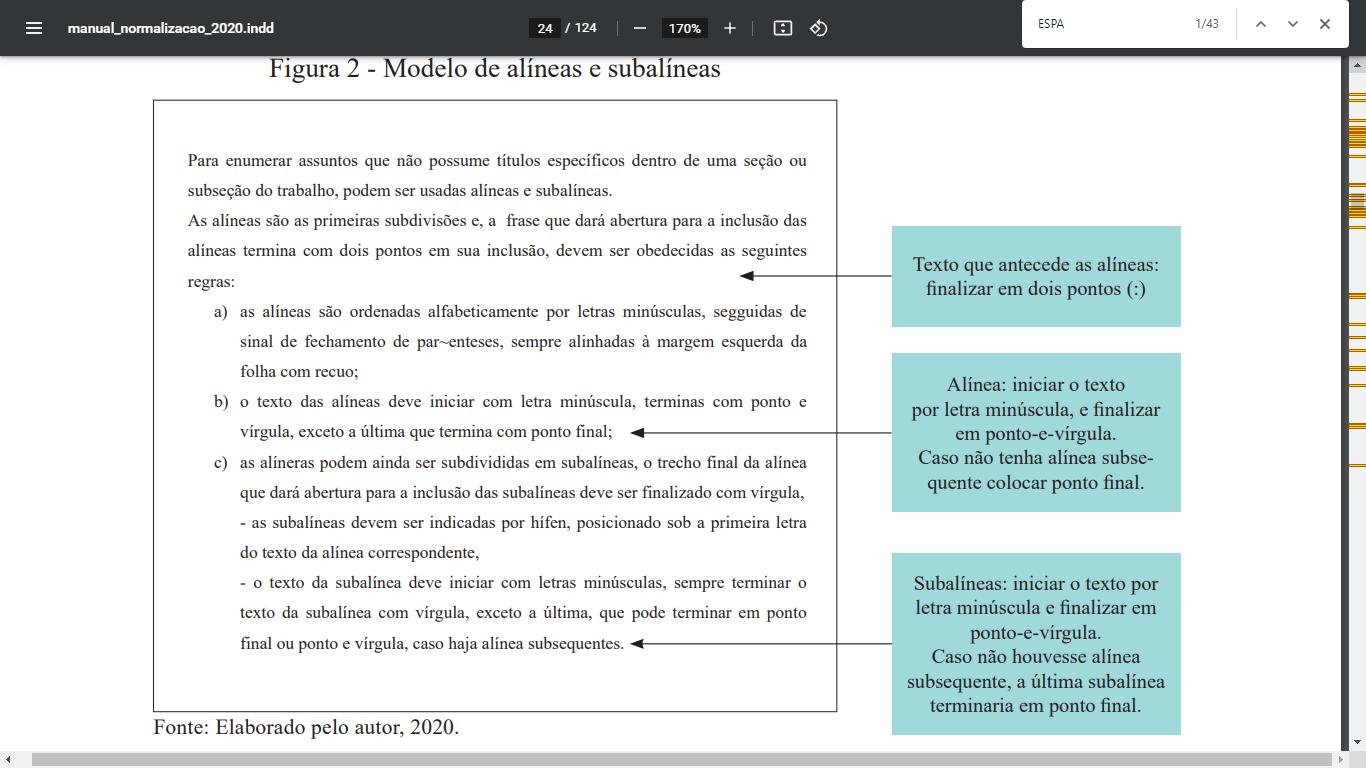 manual_normalizacao_2020.indd
24 / 124
170%
ESPA
1/43
Figura 2 - Modelo de alíneas e subalíneas
Para enumerar assuntos que não possume títulos específicos dentro de uma seção ou
subseção do trabalho, podem ser usadas alíneas e subalíneas.
As alíneas são as primeiras subdivisões e, a frase que dará abertura para a inclusão das
alíneas termina com dois pontos em sua inclusão, devem ser obedecidas as seguintes
regras:
a) as alíneas são ordenadas alfabeticamente por letras minúsculas, segguidas de
sinal de fechamento de par~enteses, sempre alinhadas à margem esquerda da
folha com recuo;
b) o texto das alíneas deve iniciar com letra minúscula, terminas com ponto e
vírgula, exceto a última que termina com ponto final;
c) as alíneras podem ainda ser subdivididas em subalíneas, o trecho final da alínea
que dará abertura para a inclusão das subalíneas deve ser finalizado com vírgula,
- as subalíneas devem ser indicadas por hífen, posicionado sob a primeira letra
do texto da alínea correspondente,
- o texto da subalínea deve iniciar com letras minúsculas, sempre terminar o
texto da subalínea com vírgula, exceto a última, que pode terminar em ponto
final ou ponto e vírgula, caso haja alínea subsequentes.
Texto que antecede as alíneas:
finalizar em dois pontos (:)
Alínea: iniciar o texto
por letra minúscula, e finalizar
em ponto-e-vírgula.
Caso não tenha alínea subse-
quente colocar ponto final.
Subalíneas: iniciar o texto por
letra minúscula e finalizar em
ponto-e-vírgula.
Caso não houvesse alínea
subsequente, a última subalínea
terminaria em ponto final.
Fonte: Elaborado pelo autor, 2020.